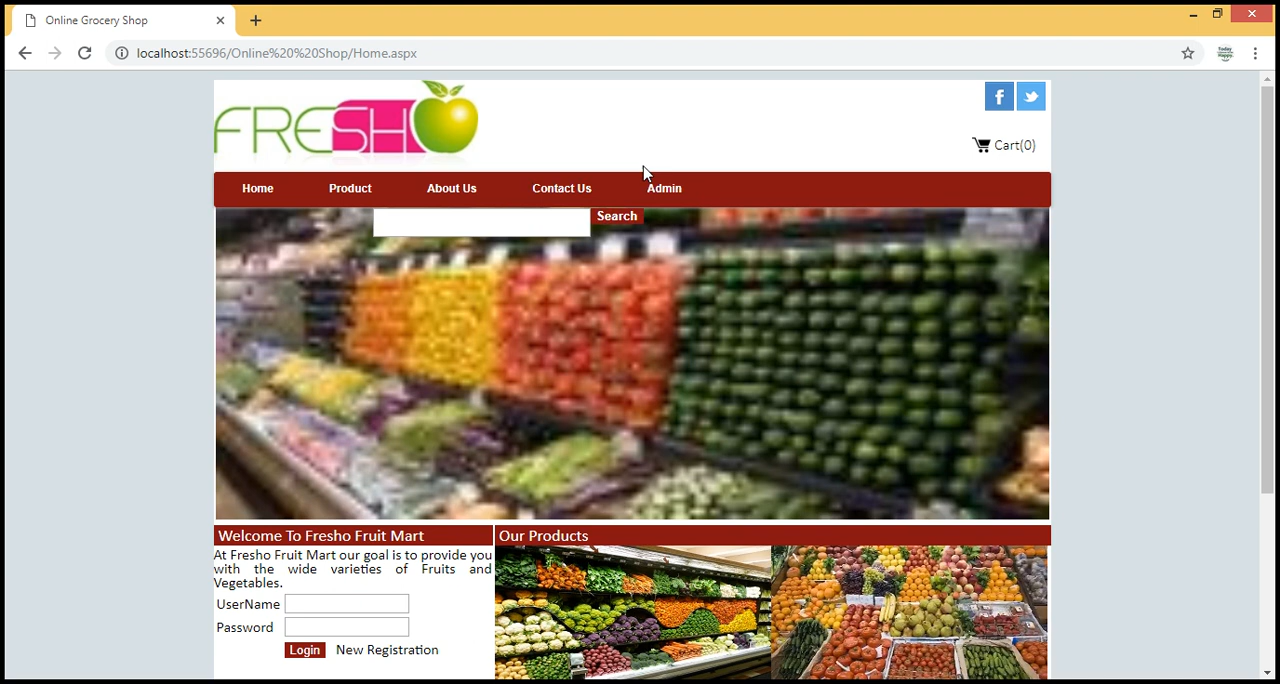 Online Grocery Shop
localhost:55696/Online%20%20Shop/Home.aspx
FRESHO
Cart(0)
Home Product About Us Contact Us Admin
Search
Welcome To Fresho Fruit Mart
At Fresho Fruit Mart our goal is to provide you
with the wide varieties of Fruits and
Vegetables.
UserName
Password
Login New Registration
Our Products